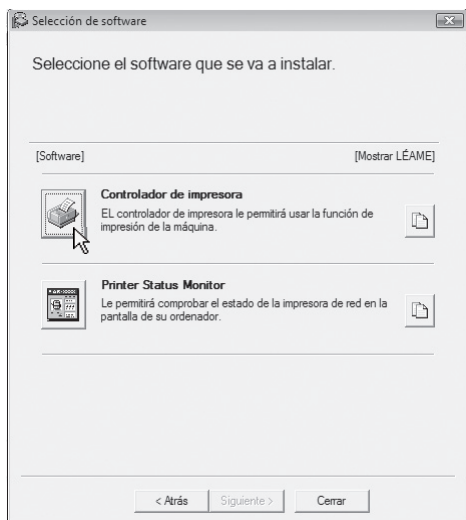 Selección de software
Seleccione el software que se va a instalar.
[Software] [Mostrar LÉAME]
Controlador de impresora
EL controlador de impresora le permitirá usar la función de
impresión de la máquina.
Printer Status Monitor
Le permitirá comprobar el estado de la impresora de red en la
pantalla de su ordenador.
< Atrás Siguiente > Cerrar